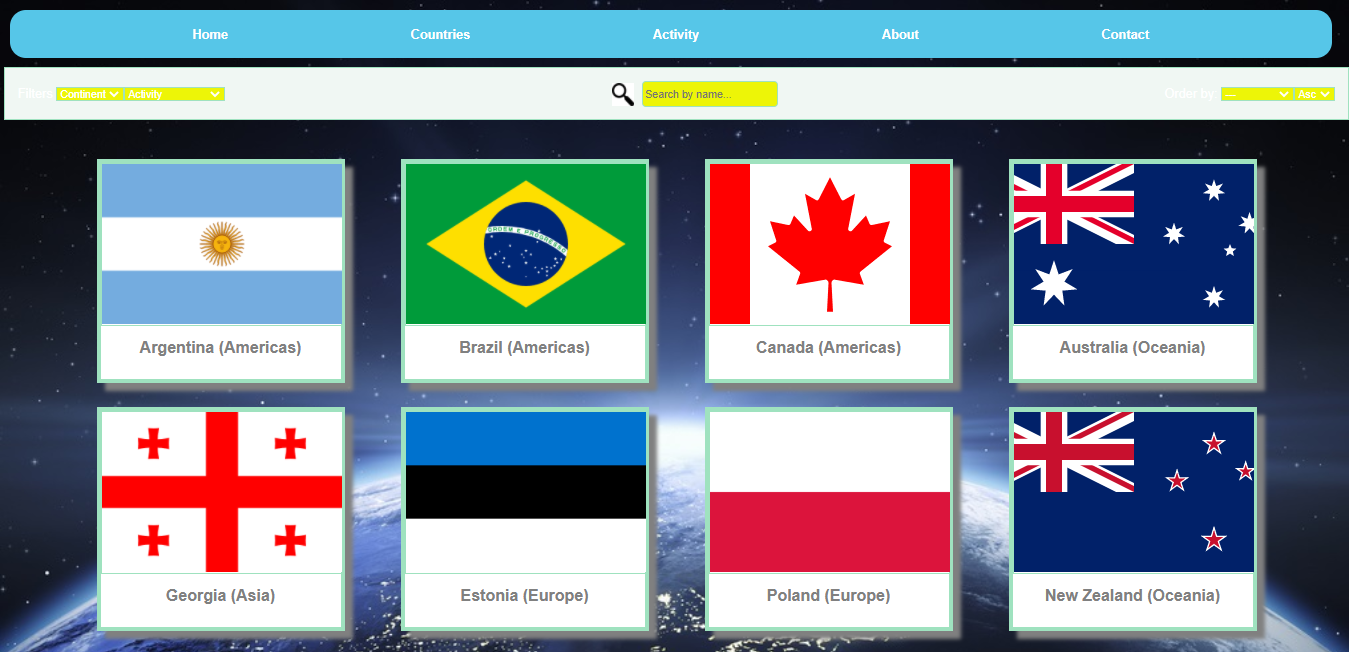 Home Countries Activity About Contact
Filters Continent Activity Search by name... Order by: --- Asc
ORDEM E PROGRESSO
Argentina (Americas) Brazil (Americas) Canada (Americas) Australia (Oceania)
Georgia (Asia) Estonia (Europe) Poland (Europe) New Zealand (Oceania)